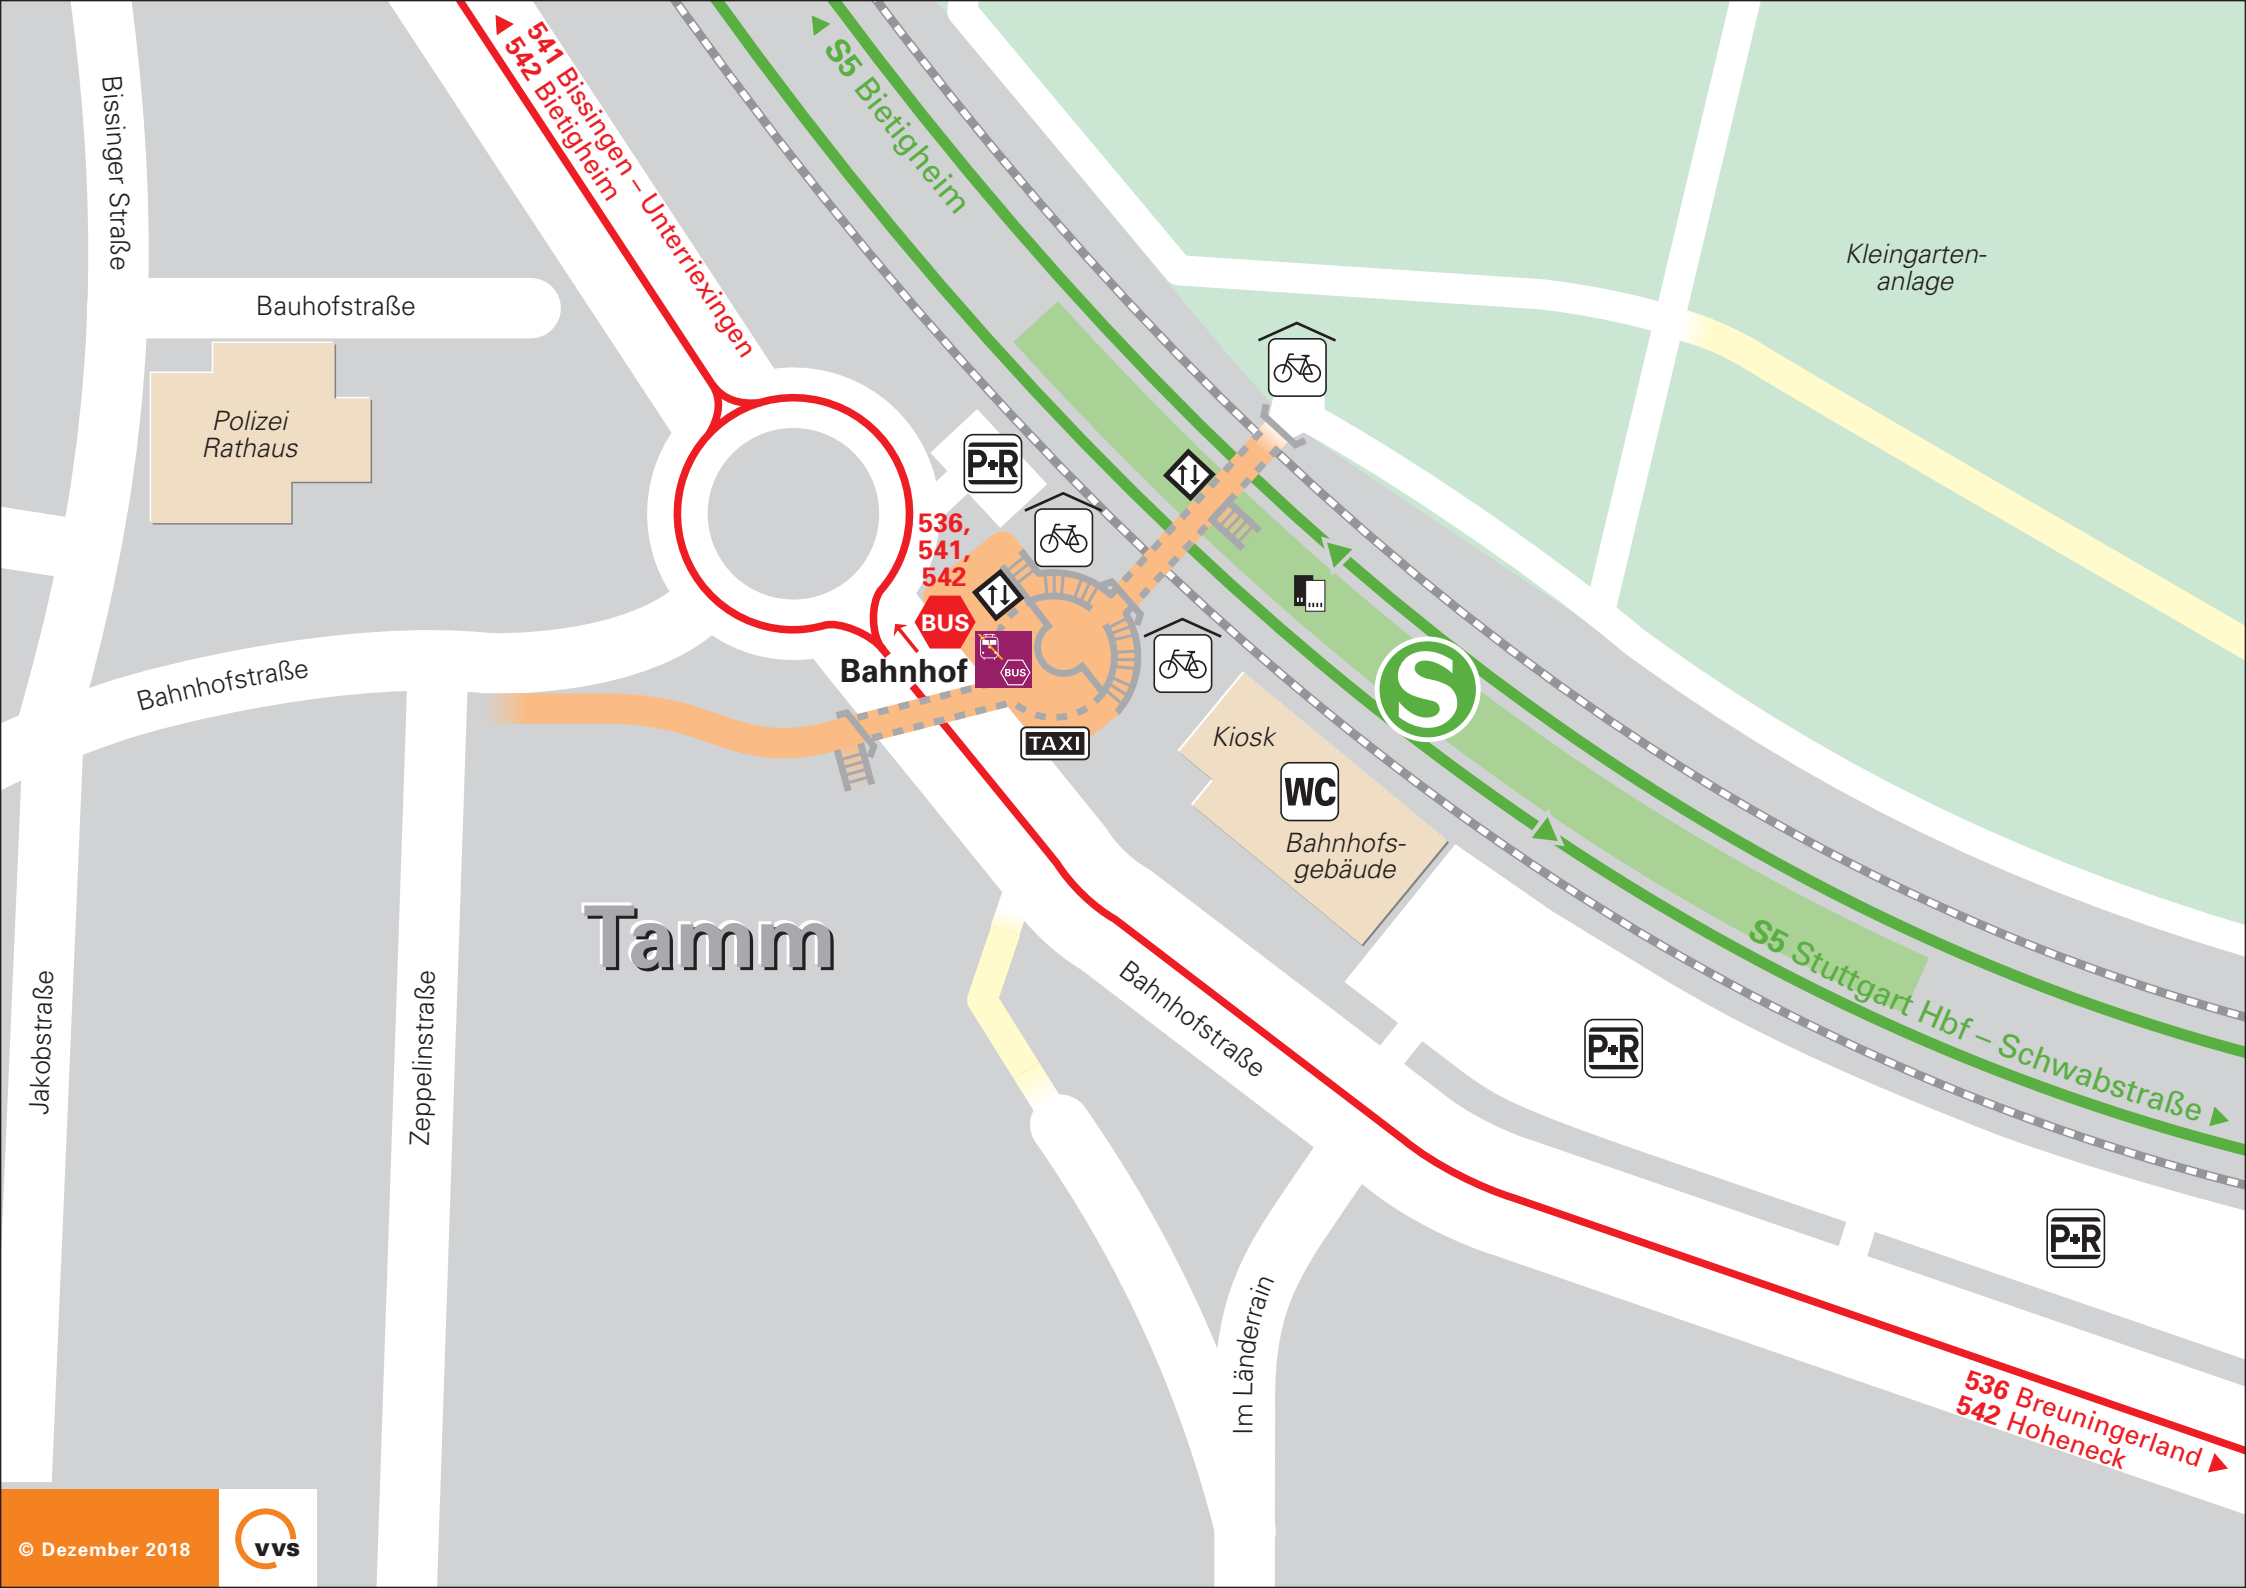 541 Bissingen – Unterriexingen
542 Bietigheim
S5 Bietigheim
Bissinger Straße
Kleingarten-
anlage
Bauhofstraße
Polizei
Rathaus
P+R
536,
541,
542
BUS
Bahnhof
BUS
Bahnhofstraße
TAXI
S
Kiosk
WC
Bahnhofs-
gebäude
Tamm
S5 Stuttgart Hbf – Schwabstraße
Jakobstraße
Zeppelinstraße
Bahnhofstraße
P+R
P+R
Im Länderrain
536 Breuningerland
542 Hoheneck
© Dezember 2018
vvs